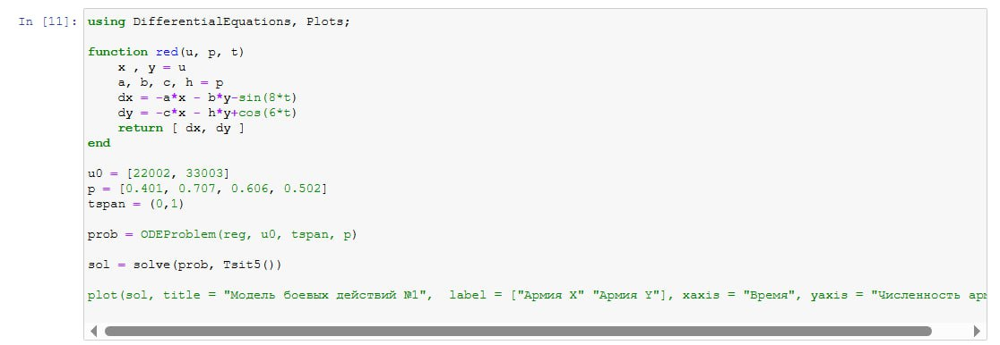 In [11]: using DifferentialEquations, Plots;
function red(u, p, t)
x , y = u
a, b, c, h = p
dx = -a*x - b*y-sin(8*t)
dy = -c*x - h*y+cos(6*t)
return [ dx, dy ]
end
u0 = [22002, 33003]
p = [0.401, 0.707, 0.606, 0.502]
tspan = (0,1)
prob = ODEProblem(reg, u0, tspan, p)
sol = solve(prob, Tsit5())
plot(sol, title = "Модель боевых действий №1",  label = ["Армия X" "Армия Y"], xaxis = "Время", yaxis = "Численность